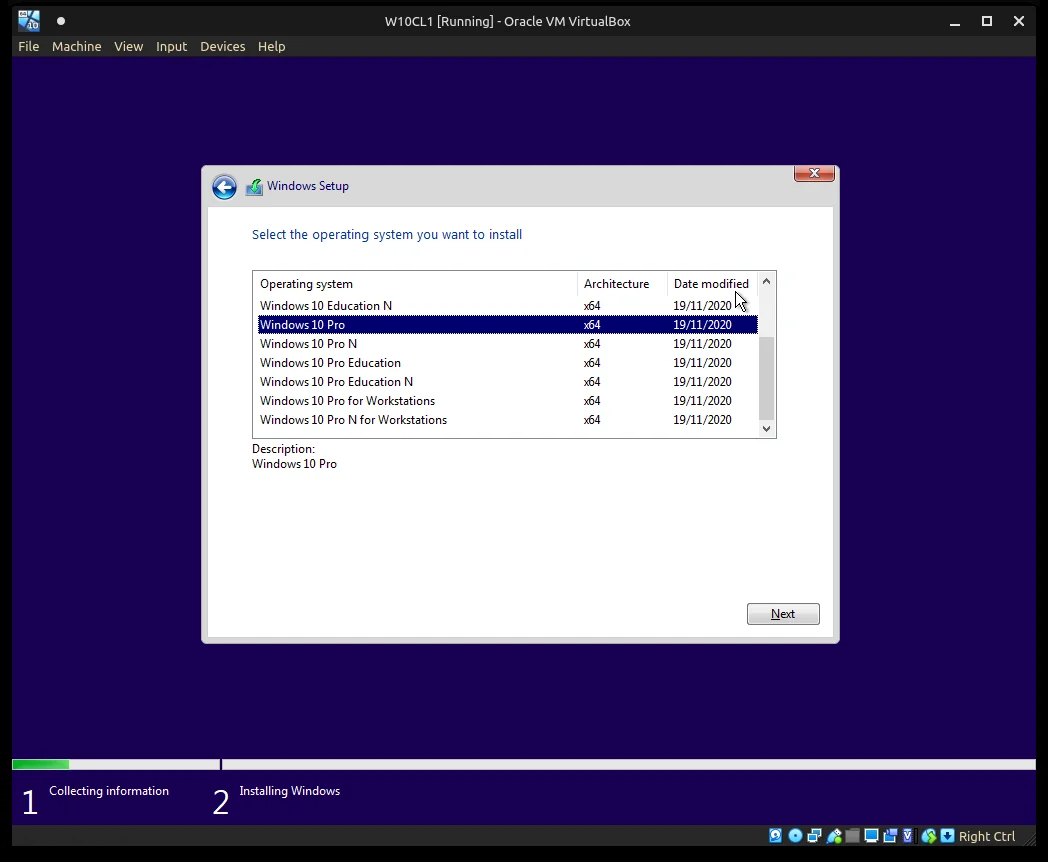 W10CL1 [Running] - Oracle VM VirtualBox
File Machine View Input Devices Help
Windows Setup
Select the operating system you want to install
Operating system Architecture Date modified
Windows 10 Education N x64 19/11/2020
Windows 10 Pro x64 19/11/2020
Windows 10 Pro N x64 19/11/2020
Windows 10 Pro Education x64 19/11/2020
Windows 10 Pro Education N x64 19/11/2020
Windows 10 Pro for Workstations x64 19/11/2020
Windows 10 Pro N for Workstations x64 19/11/2020
Description:
Windows 10 Pro
Next
1 Collecting information 2 Installing Windows
Right Ctrl